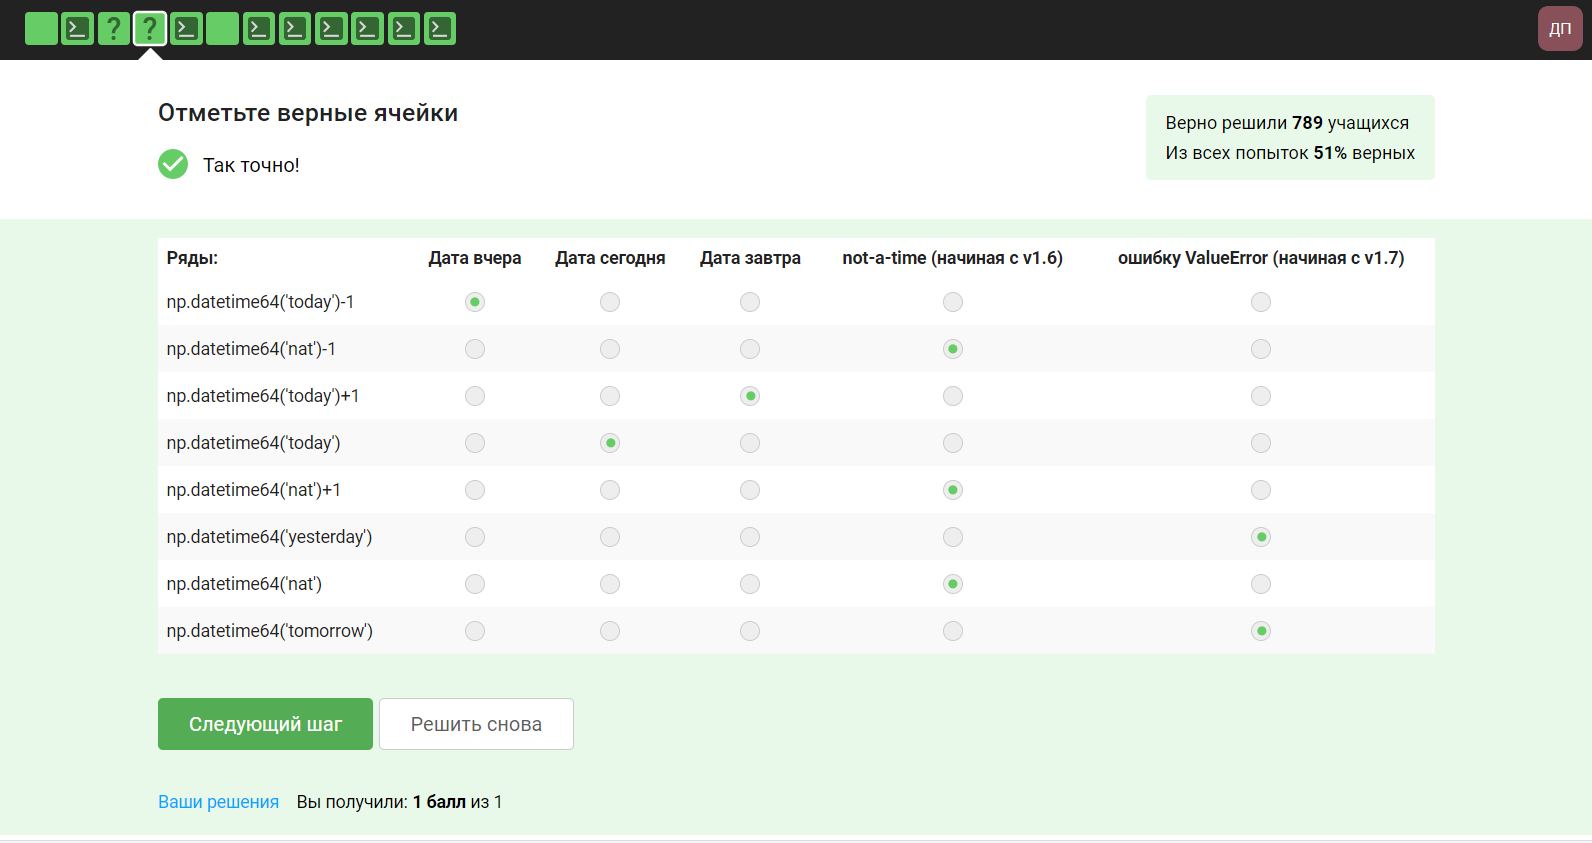 ? ?
ДП
Отметьте верные ячейки
Так точно!
Верно решили 789 учащихся
Из всех попыток 51% верных
Ряды: Дата вчера Дата сегодня Дата завтра not-a-time (начиная с v1.6) ошибку ValueError (начиная с v1.7)
np.datetime64('today')-1
np.datetime64('nat')-1
np.datetime64('today')+1
np.datetime64('today')
np.datetime64('nat')+1
np.datetime64('yesterday')
np.datetime64('nat')
np.datetime64('tomorrow')
Следующий шаг Решить снова
Ваши решения Вы получили: 1 балл из 1